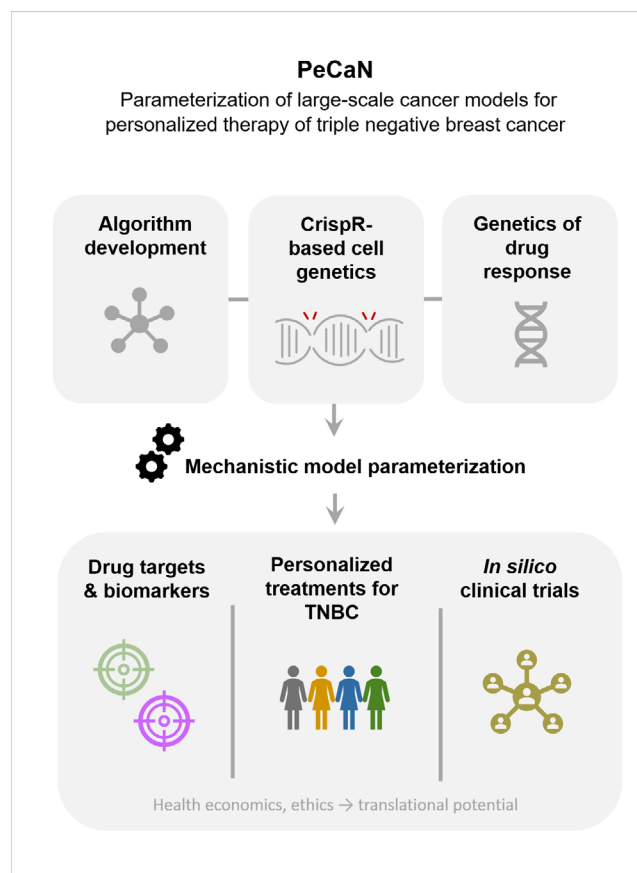 PeCaN
Parameterization of large-scale cancer models for
personalized therapy of triple negative breast cancer
Algorithm
development
CrispR-
based cell
genetics
Genetics of
drug
response
Mechanistic model parameterization
Drug targets
& biomarkers
Personalized
treatments for
TNBC
In silico
clinical trials
Health economics, ethics → translational potential